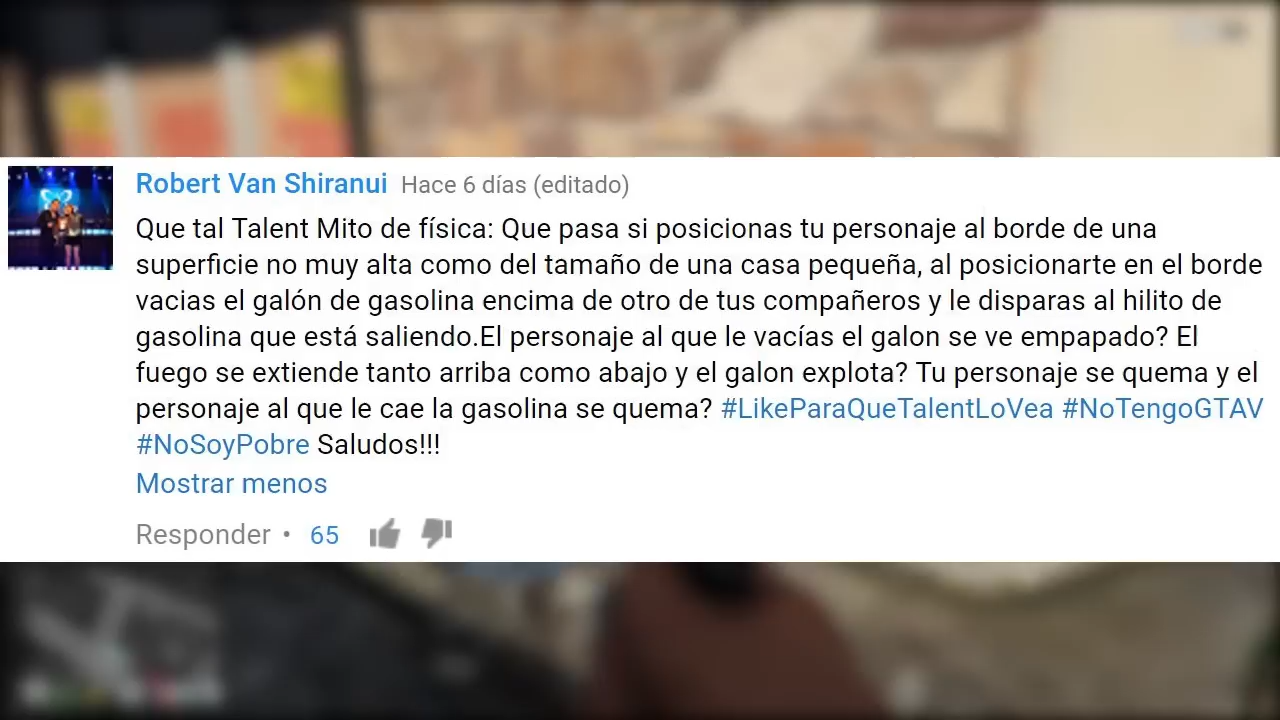 Robert Van Shiranui Hace 6 días (editado)
Que tal Talent Mito de física: Que pasa si posicionas tu personaje al borde de una
superficie no muy alta como del tamaño de una casa pequeña, al posicionarte en el borde
vacias el galón de gasolina encima de otro de tus compañeros y le disparas al hilito de
gasolina que está saliendo.El personaje al que le vacías el galon se ve empapado? El
fuego se extiende tanto arriba como abajo y el galon explota? Tu personaje se quema y el
personaje al que le cae la gasolina se quema? #LikeParaQueTalentLoVea #NoTengoGTAV
#NoSoyPobre Saludos!!!
Mostrar menos
Responder • 65